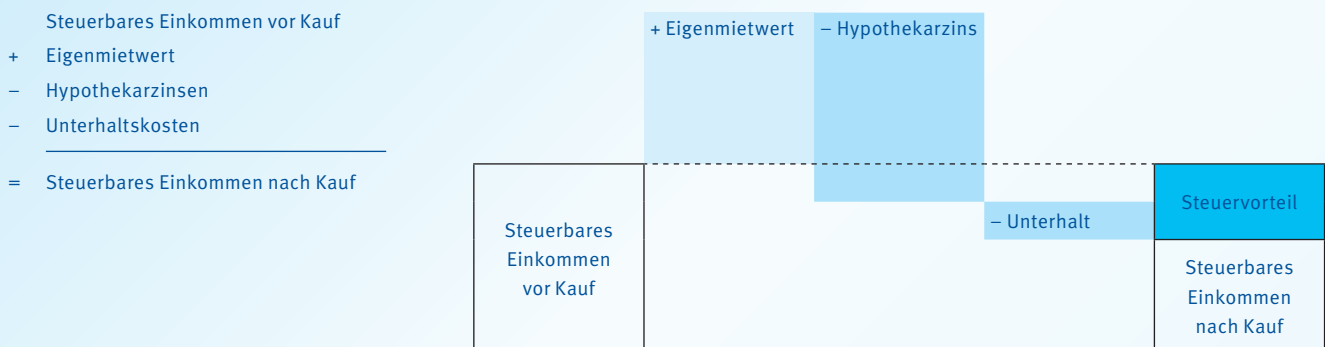 Steuerbares Einkommen vor Kauf
+ Eigenmietwert
– Hypothekarzinsen
– Unterhaltskosten
= Steuerbares Einkommen nach Kauf
Steuerbares
Einkommen
vor Kauf
+ Eigenmietwert
– Hypothekarzins
– Unterhalt
Steuervorteil
Steuerbares
Einkommen
nach Kauf